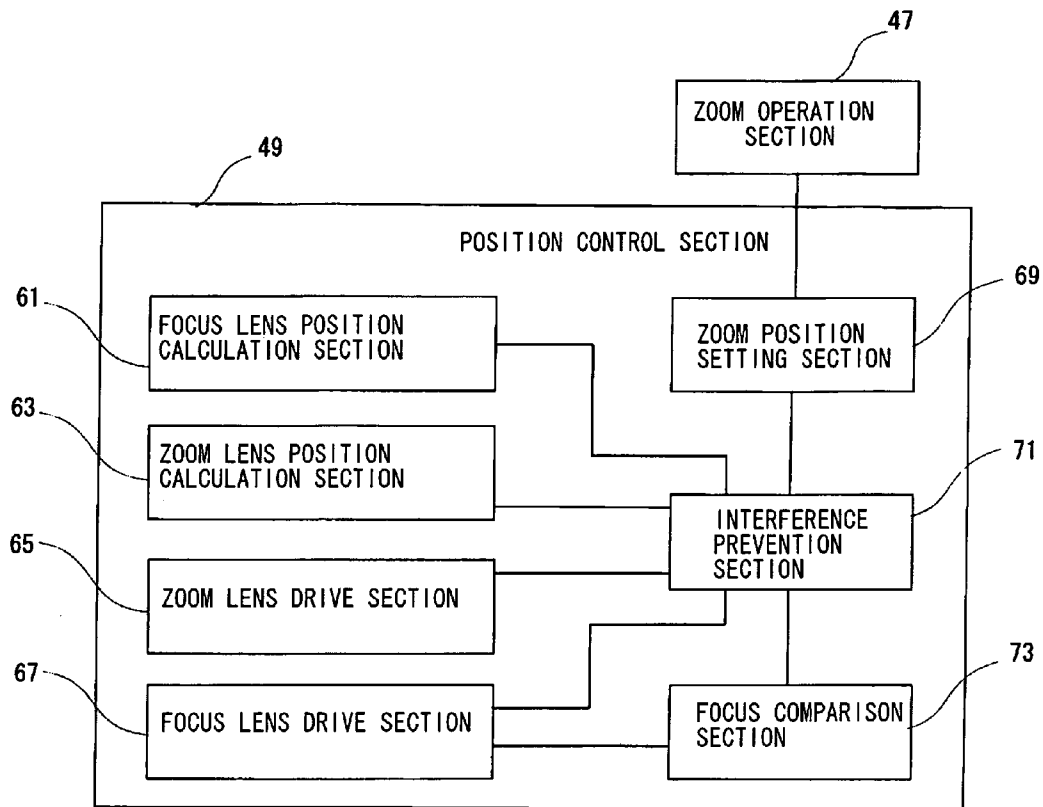 47
ZOOM OPERATION
SECTION
49
POSITION CONTROL SECTION
61
FOCUS LENS POSITION
CALCULATION SECTION
69
ZOOM POSITION
SETTING SECTION
63
ZOOM LENS POSITION
CALCULATION SECTION
71
INTERFERENCE
PREVENTION
SECTION
65
ZOOM LENS DRIVE SECTION
67
FOCUS LENS DRIVE SECTION
73
FOCUS COMPARISON
SECTION